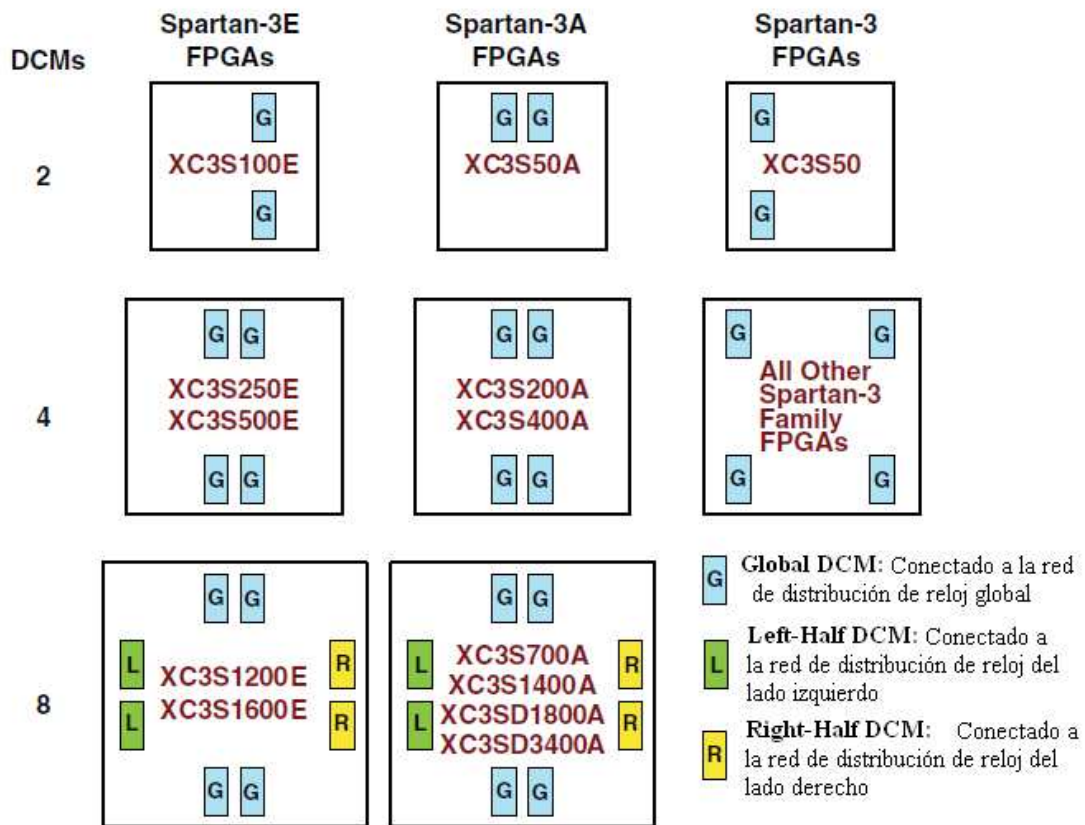 Spartan-3E
FPGAs
Spartan-3A
FPGAs
Spartan-3
FPGAs
DCMs
2
G
G
XC3S100E
G G
XC3S50A
G
G
XC3S50
4
G G
XC3S250E
XC3S500E
G G
G G
XC3S200A
XC3S400A
G G
G G
All Other
Spartan-3
Family
FPGAs
G G
8
G G
L R
L R
XC3S1200E
XC3S1600E
G G
G G
L R
L R
XC3S700A
XC3S1400A
XC3SD1800A
XC3SD3400A
G G
G
Global DCM: Conectado a la red
de distribución de reloj global
L
Left-Half DCM: Conectado a
la red de distribución de reloj del
lado izquierdo
R
Right-Half DCM: Conectado a
la red de distribución de reloj del
lado derecho